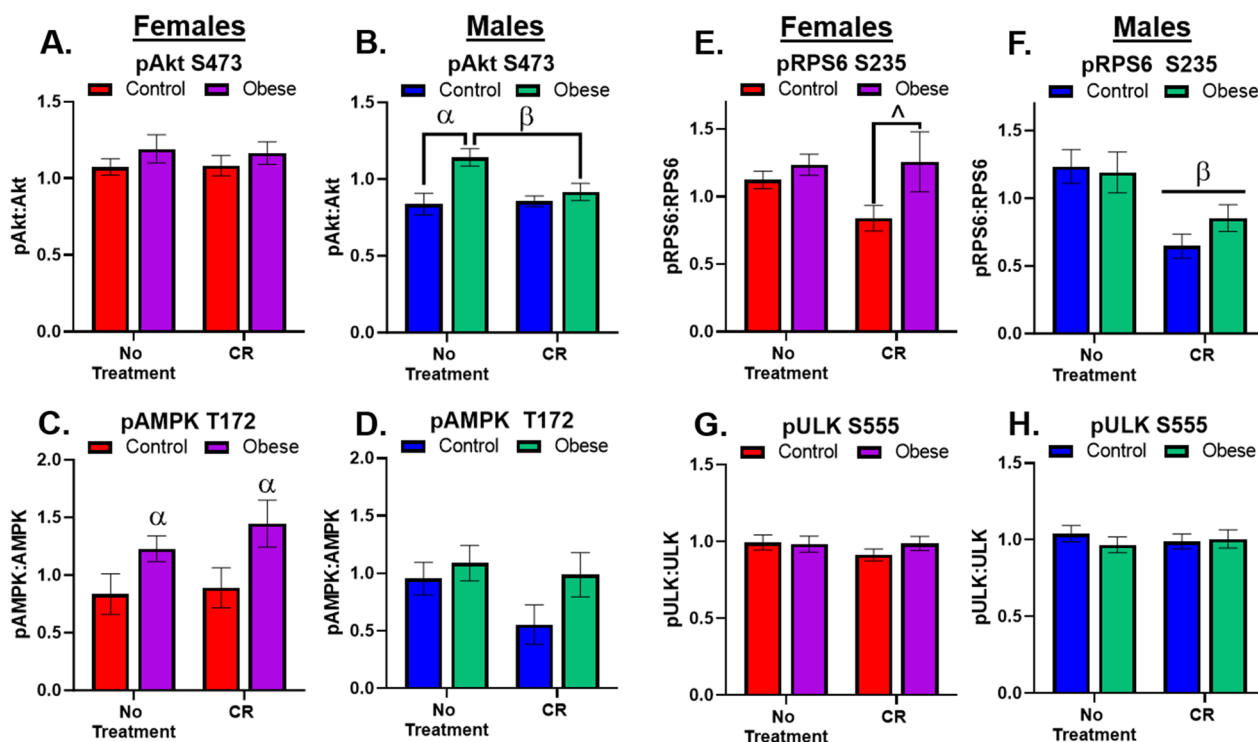 Females
A.
pAkt S473
Control Obese
pAkt:Akt
1.5
1.0
0.5
0.0
No
Treatment
CR
Males
B.
pAkt S473
Control Obese
pAkt:Akt
1.5
1.0
0.5
0.0
α
β
No
Treatment
CR
C.
pAMPK T172
Control Obese
pAMPK:AMPK
2.0
1.5
1.0
0.5
0.0
α
α
No
Treatment
CR
D.
pAMPK T172
Control Obese
pAMPK:AMPK
2.0
1.5
1.0
0.5
0.0
No
Treatment
CR
Females
E.
pRPS6 S235
Control Obese
pRPS6:RPS6
1.5
1.0
0.5
0.0
^
No
Treatment
CR
Males
F.
pRPS6 S235
Control Obese
pRPS6:RPS6
1.5
1.0
0.5
0.0
β
No
Treatment
CR
G.
pULK S555
Control Obese
pULK:ULK
1.5
1.0
0.5
0.0
No
Treatment
CR
H.
pULK S555
Control Obese
pULK:ULK
1.5
1.0
0.5
0.0
No
Treatment
CR